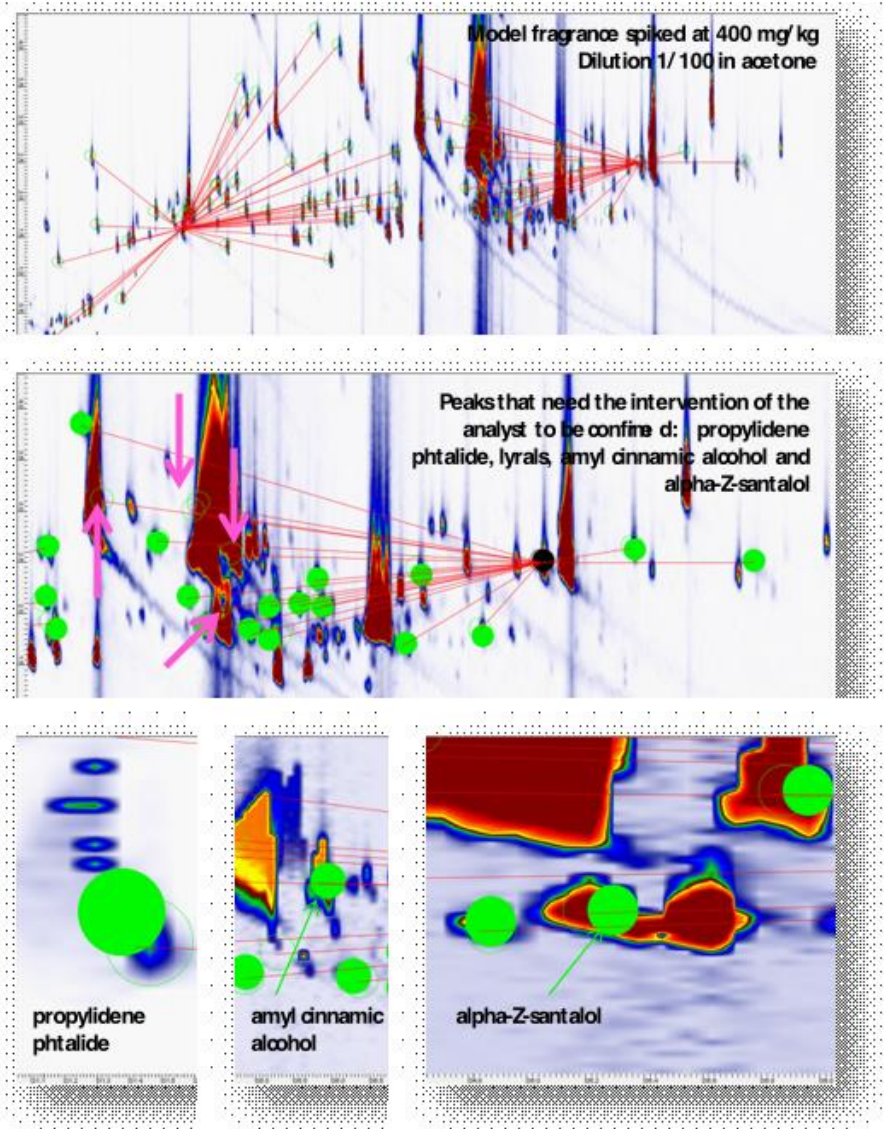 Model fragrance spiked at 400 mg/kg
Dilution 1/100 in acetone
Peaks that need the intervention of the
analyst to be confine d: propylidene
phtalide, lyrals, amyl cinnamic alcohol and
alpha-Z-santalol
propylidene
phtalide
amyl cinnamic
alcohol
alpha-Z-santalol